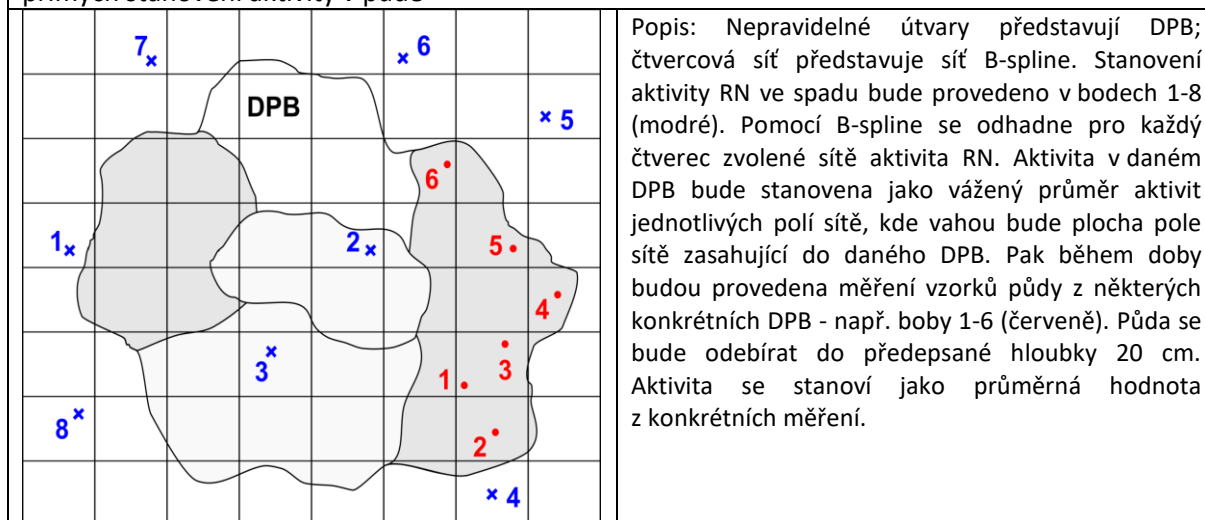 přímých stanovení aktivity v půdě
7
6
DPB
5
6
1
2
5
4
3
3
1
8
2
4
Popis: Nepravidelné útvary představují DPB;
čtvercová síť představuje síť B-spline. Stanovení
aktivity RN ve spadu bude provedeno v bodech 1-8
(modré). Pomocí B-spline se odhadne pro každý
čtverec zvolené sítě aktivita RN. Aktivita v daném
DPB bude stanovena jako vážený průměr aktivit
jednotlivých polí sítě, kde vahou bude plocha pole
sítě zasahující do daného DPB. Pak během doby
budou provedena měření vzorků půdy z některých
konkrétních DPB - např. boby 1-6 (červeně). Půda se
bude odebírat do předepsané hloubky 20 cm.
Aktivita se stanoví jako průměrná hodnota
z konkrétních měření.